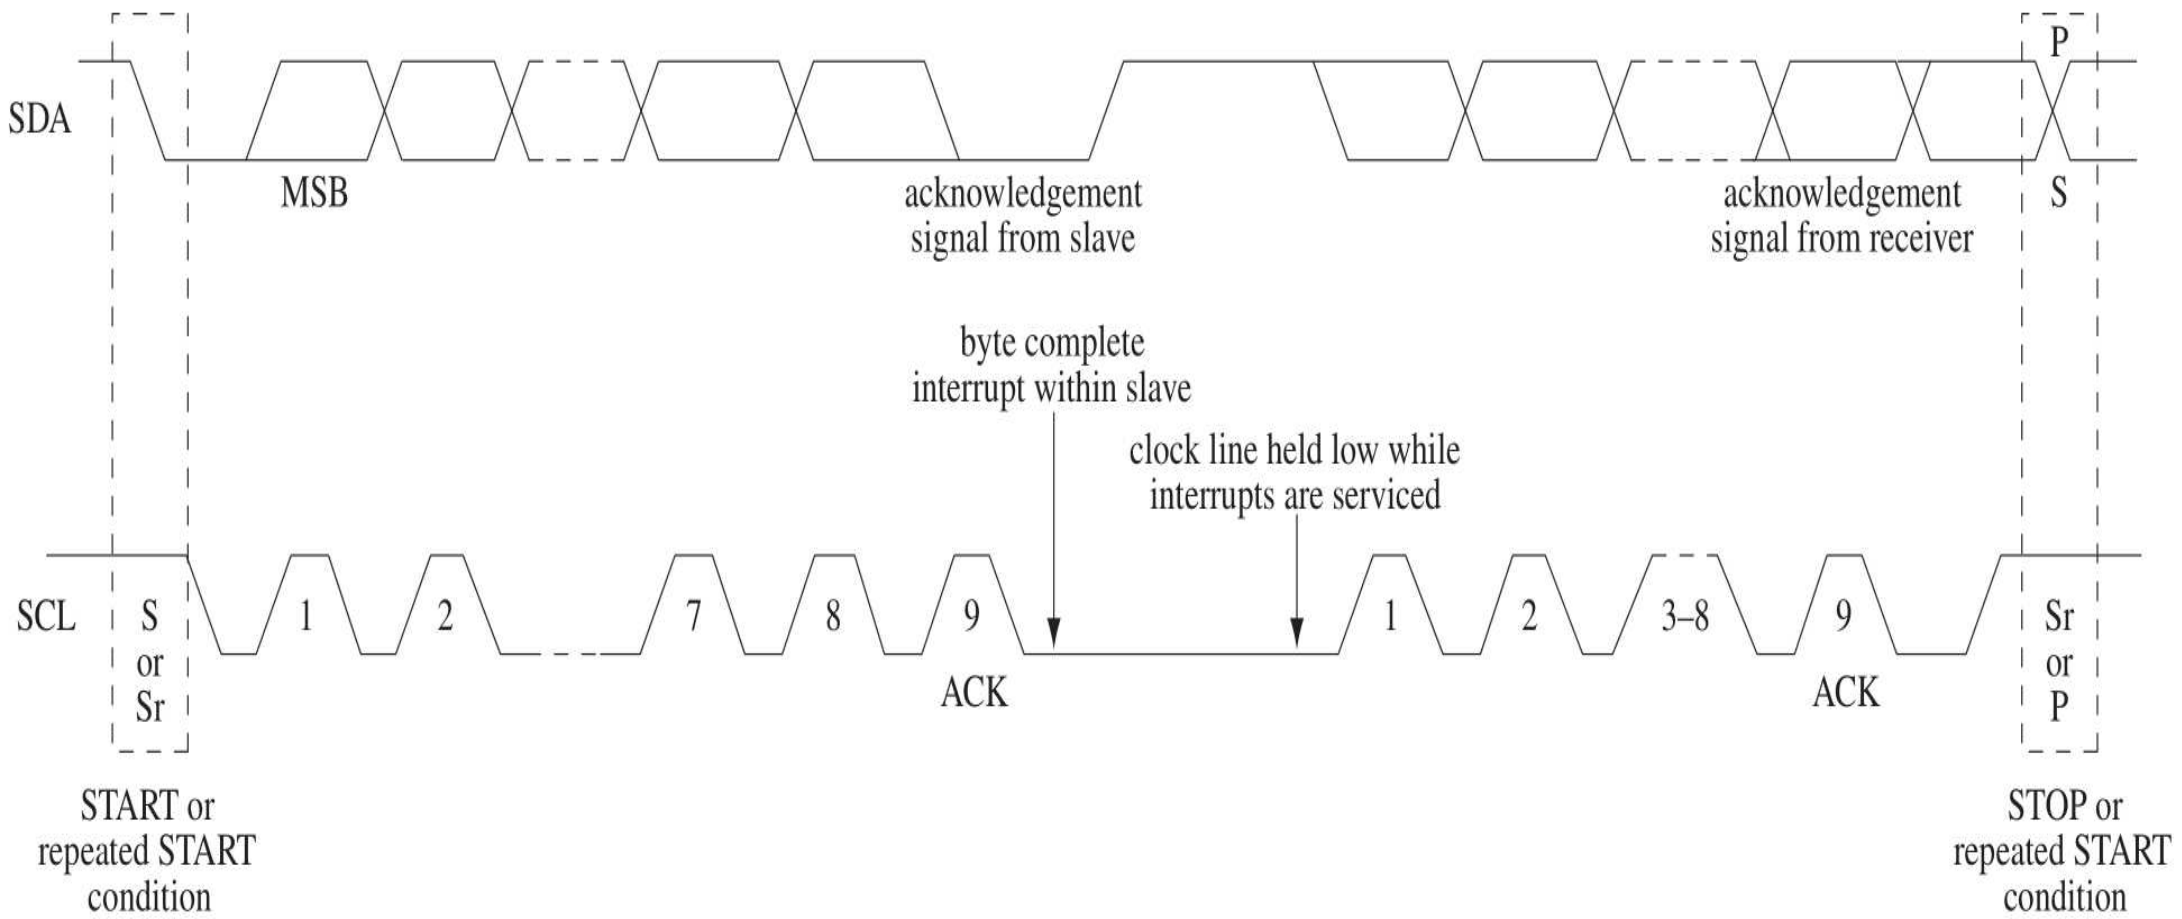 P
SDA
MSB
acknowledgement
signal from slave
acknowledgement
signal from receiver
S
byte complete
interrupt within slave
clock line held low while
interrupts are serviced
SCL
S
or
Sr
1
2
7
8
9
1
2
3–8
9
Sr
or
P
ACK
ACK
START or
repeated START
condition
STOP or
repeated START
condition